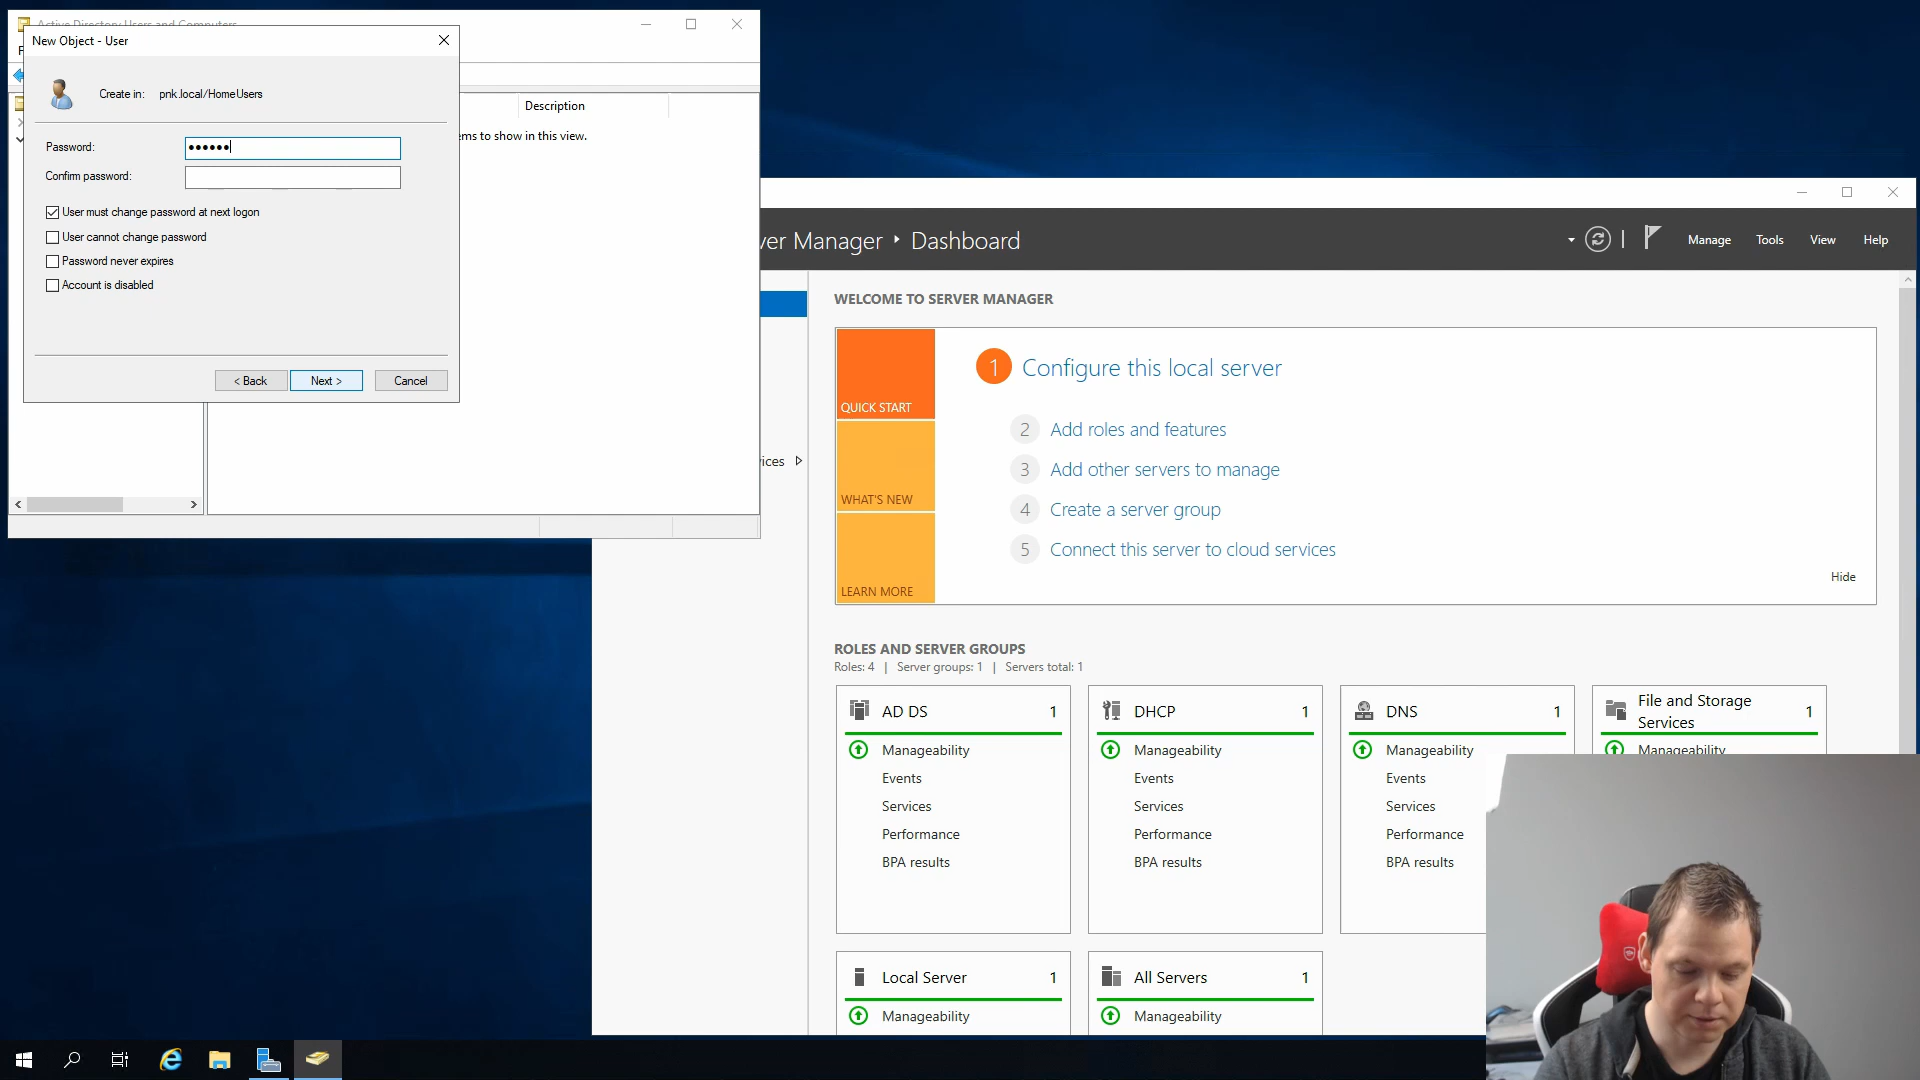 Active Directory Users and Computers
New Object - User
Create in: pnk.local/HomeUsers
Password:
Confirm password:
User must change password at next logon
User cannot change password
Password never expires
Account is disabled
< Back
Next >
Cancel
Description
ems to show in this view.
ver Manager ‣ Dashboard
Manage
Tools
View
Help
ices
WELCOME TO SERVER MANAGER
QUICK START
WHAT'S NEW
LEARN MORE
1 Configure this local server
2 Add roles and features
3 Add other servers to manage
4 Create a server group
5 Connect this server to cloud services
Hide
ROLES AND SERVER GROUPS
Roles: 4 | Server groups: 1 | Servers total: 1
AD DS 1
Manageability
Events
Services
Performance
BPA results
DHCP 1
Manageability
Events
Services
Performance
BPA results
DNS 1
Manageability
Events
Services
Performance
BPA results
File and Storage
Services 1
Manageability
Local Server 1
Manageability
All Servers 1
Manageability